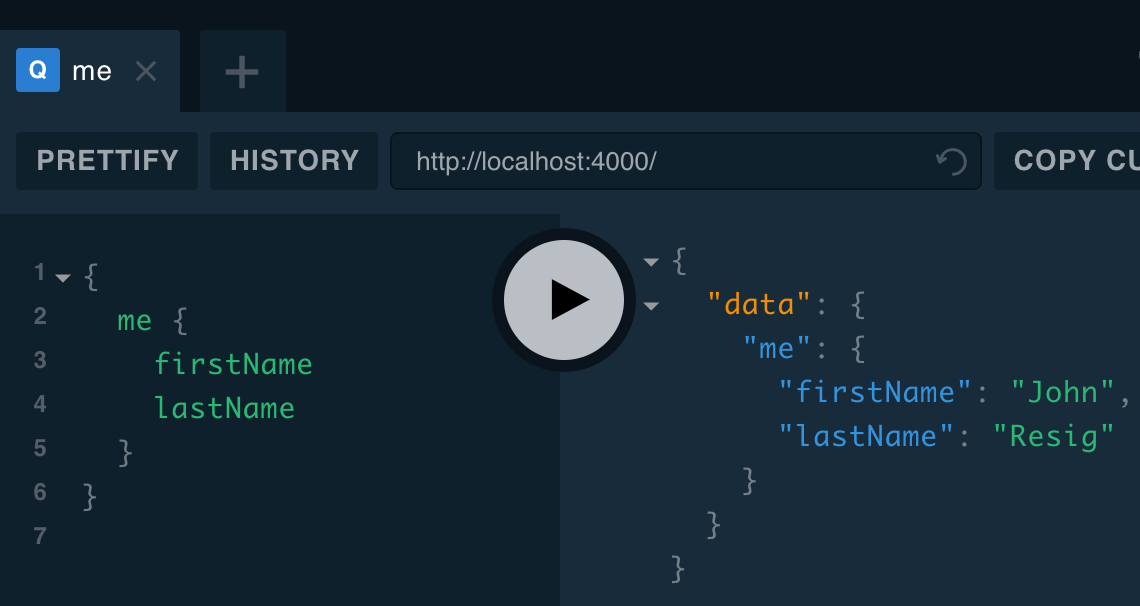 Q me
PRETTIFY HISTORY http://localhost:4000/ COPY CU
1 {
2 me {
3 firstName
4 lastName
5 }
6 }
7
{
"data": {
"me": {
"firstName": "John",
"lastName": "Resig"
}
}
}